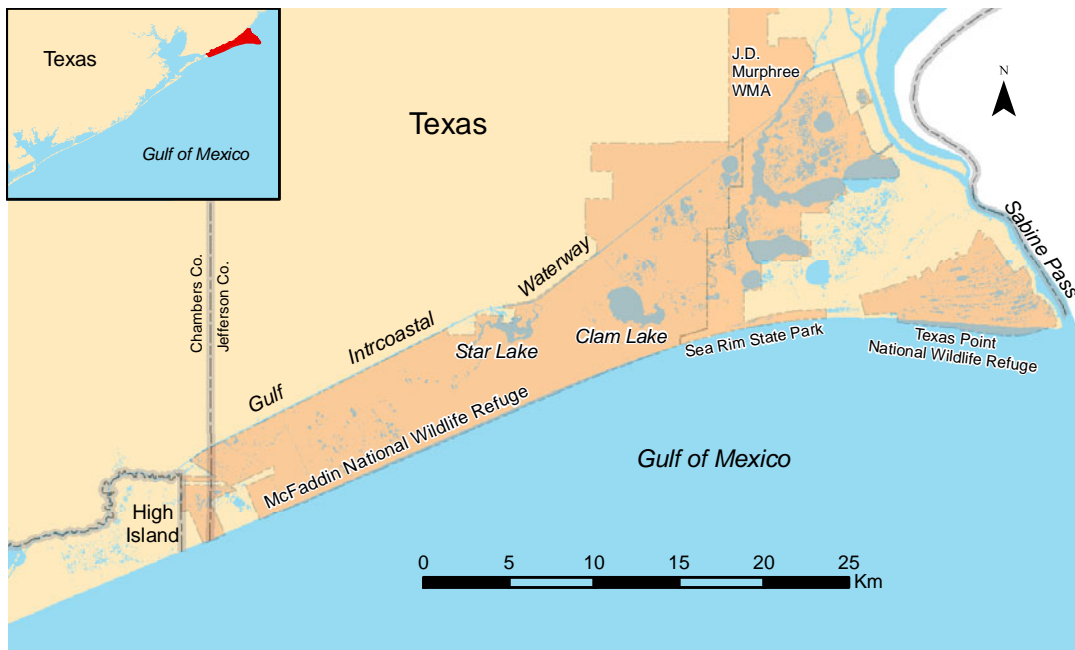 Texas
Gulf of Mexico
J.D.
Murphree
WMA
N
Texas
Sabine Pass
Chambers Co.
Jefferson Co.
Gulf Intrcoastal Waterway
Star Lake
Clam Lake
Sea Rim State Park
Texas Point
National Wildlife Refuge
McFaddin National Wildlife Refuge
Gulf of Mexico
High
Island
0 5 10 15 20 25
Km